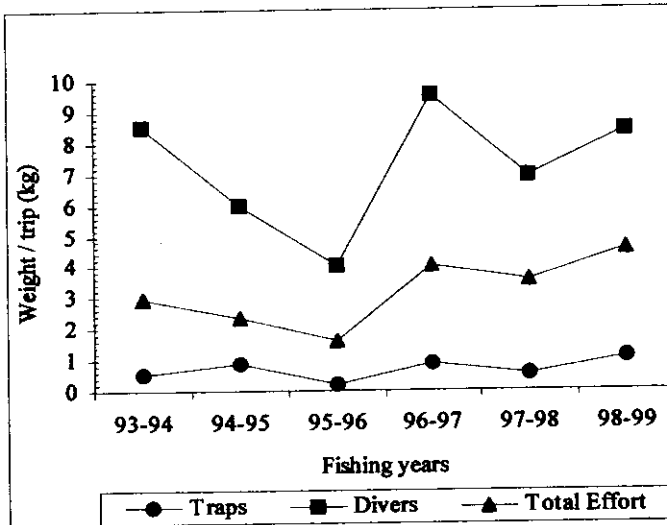 10
9
8
7
6
5
4
3
2
1
0
Weight / trip (kg)
93-94 94-95 95-96 96-97 97-98 98-99
Fishing years
Traps Divers Total Effort